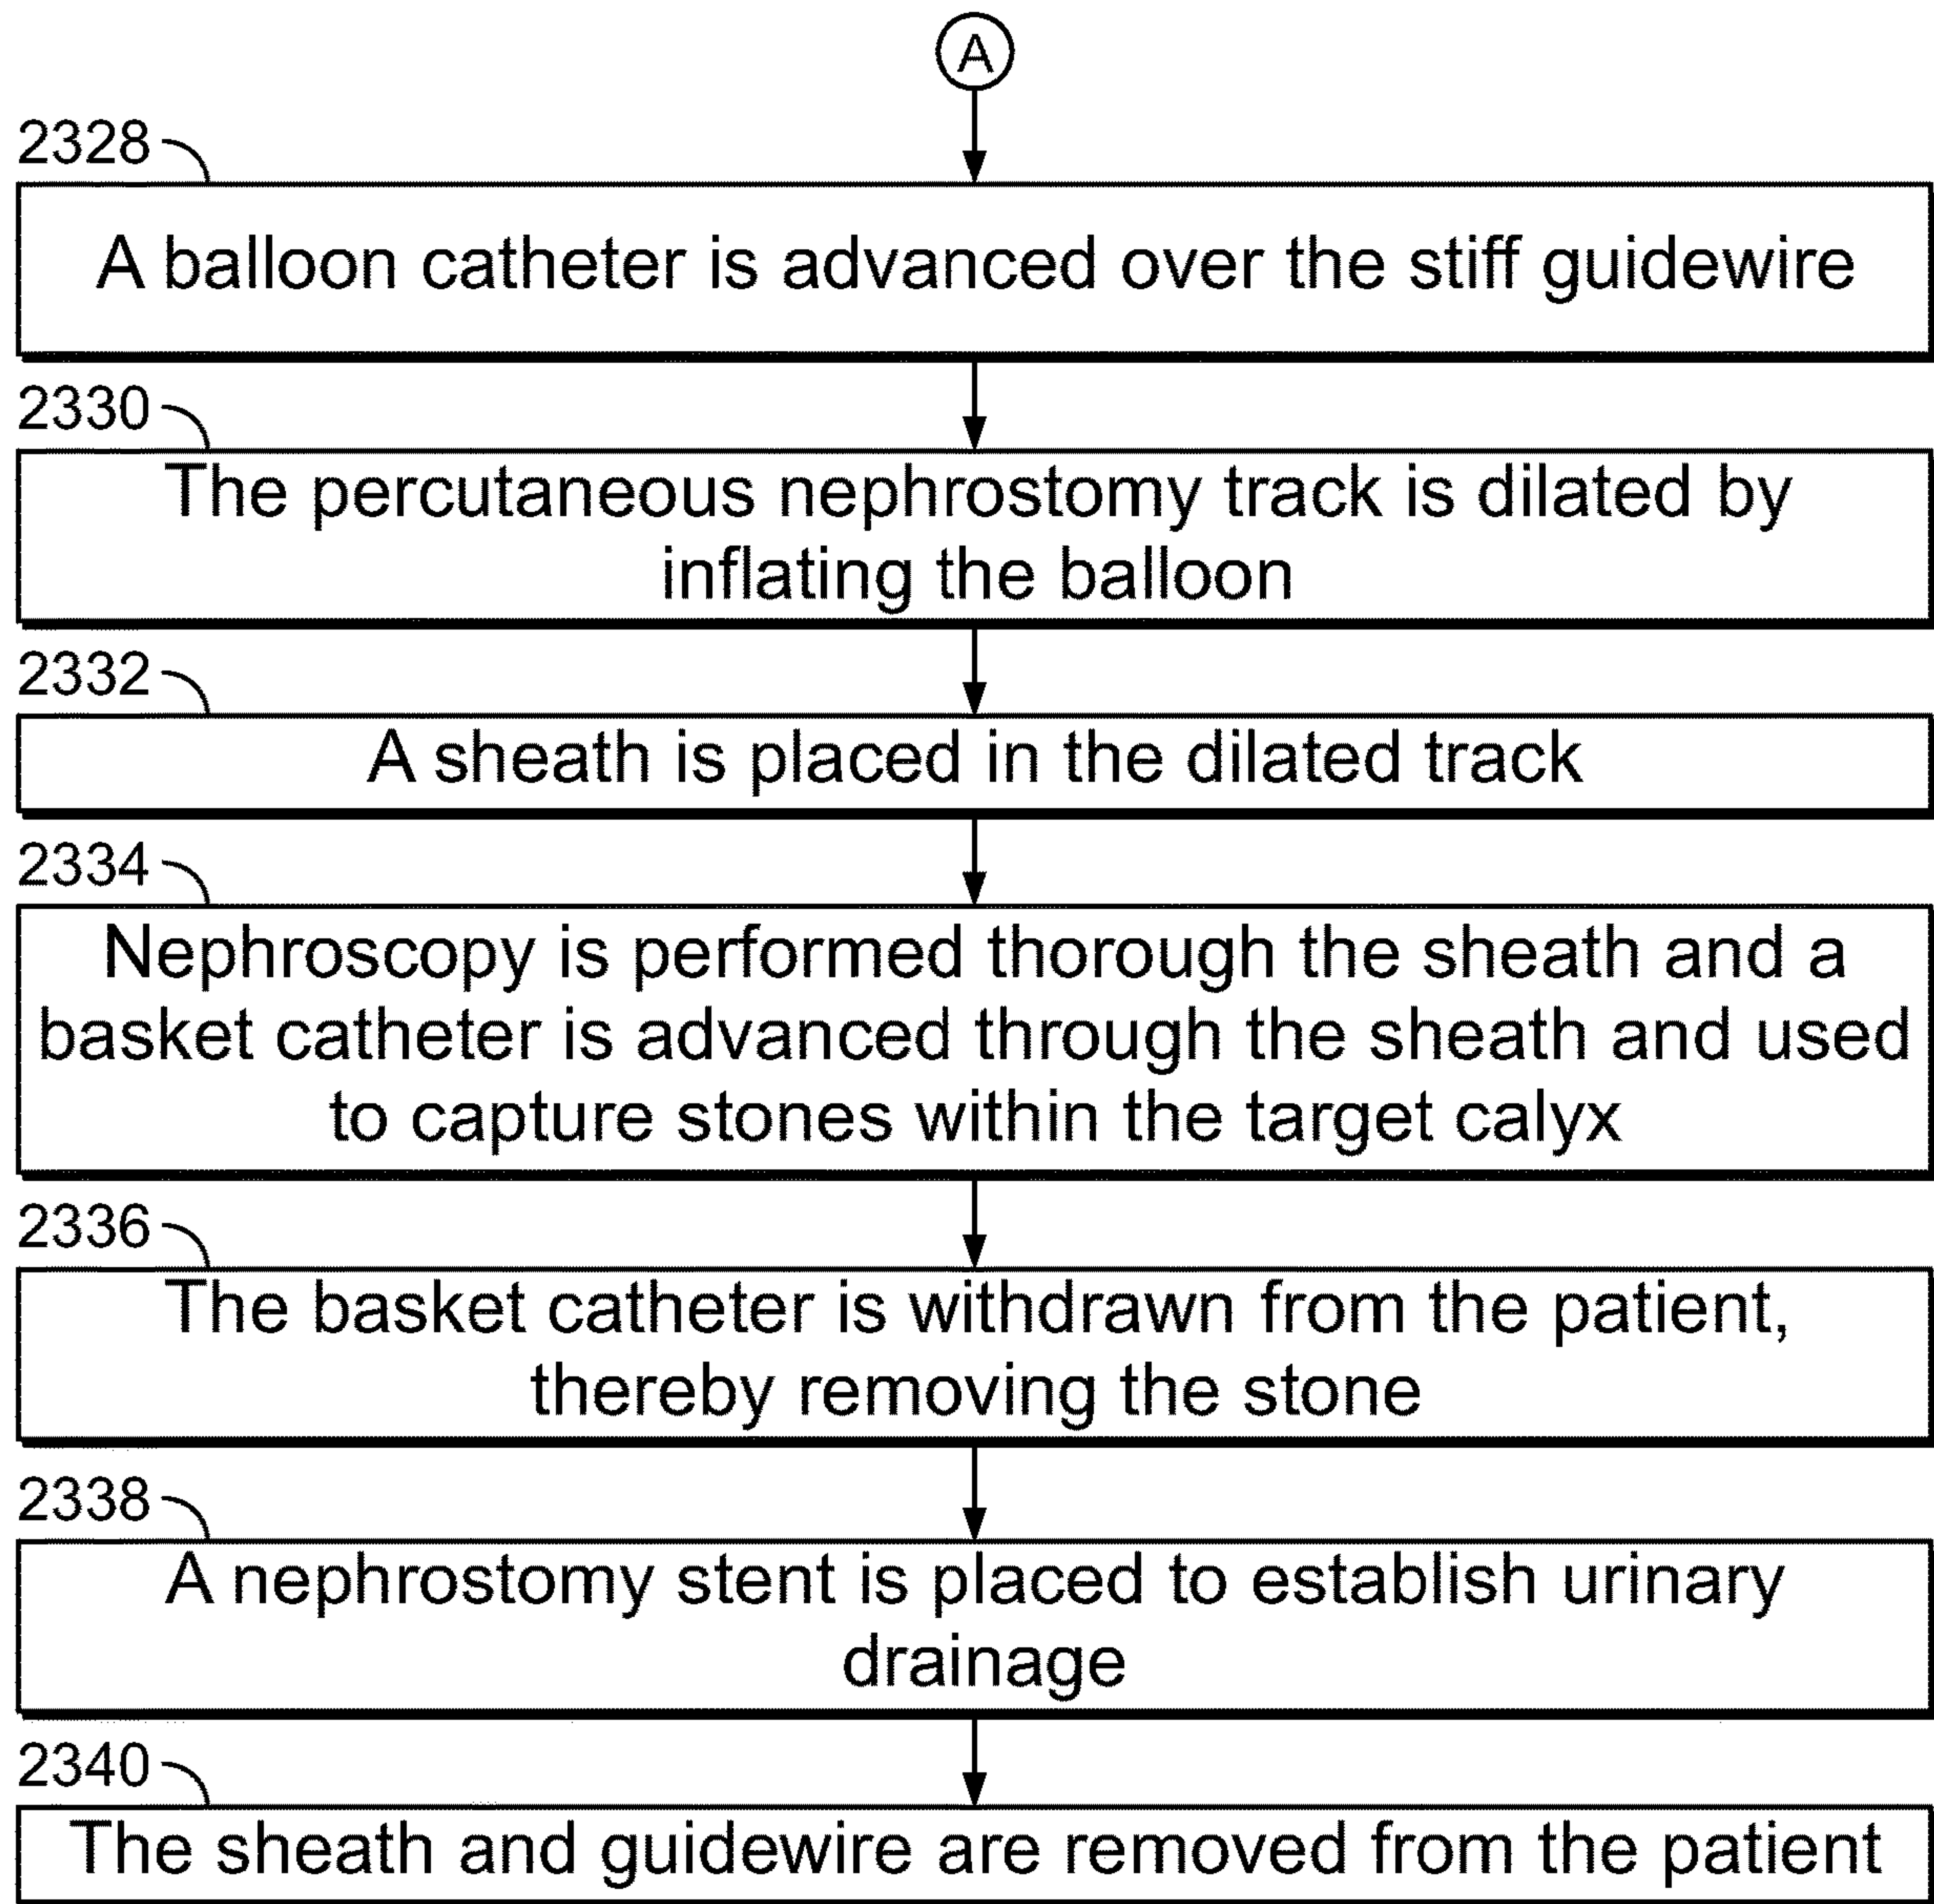 A
2328
A balloon catheter is advanced over the stiff guidewire
2330
The percutaneous nephrostomy track is dilated by
inflating the balloon
2332
A sheath is placed in the dilated track
2334
Nephroscopy is performed thorough the sheath and a
basket catheter is advanced through the sheath and used
to capture stones within the target calyx
2336
The basket catheter is withdrawn from the patient,
thereby removing the stone
2338
A nephrostomy stent is placed to establish urinary
drainage
2340
The sheath and guidewire are removed from the patient